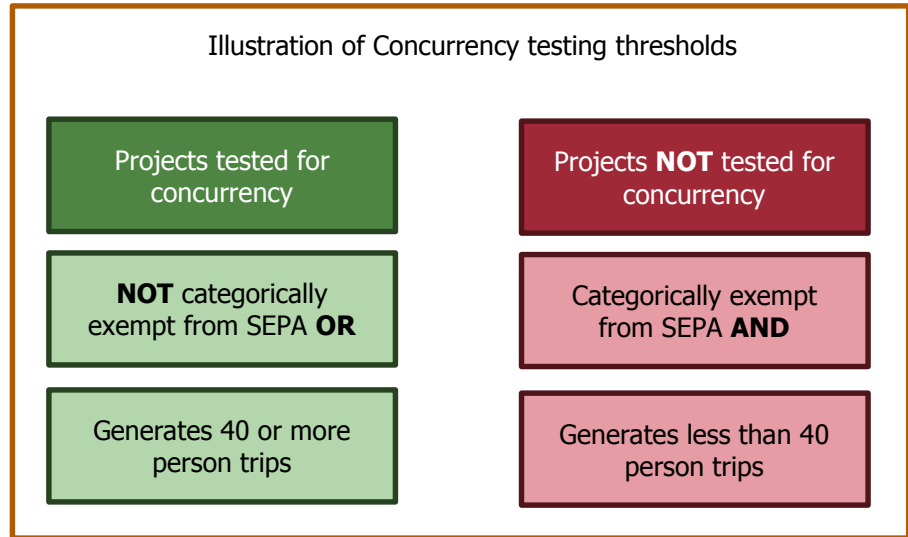 Illustration of Concurrency testing thresholds
Projects tested for
concurrency
NOT categorically
exempt from SEPA OR
Generates 40 or more
person trips
Projects NOT tested for
concurrency
Categorically exempt
from SEPA AND
Generates less than 40
person trips